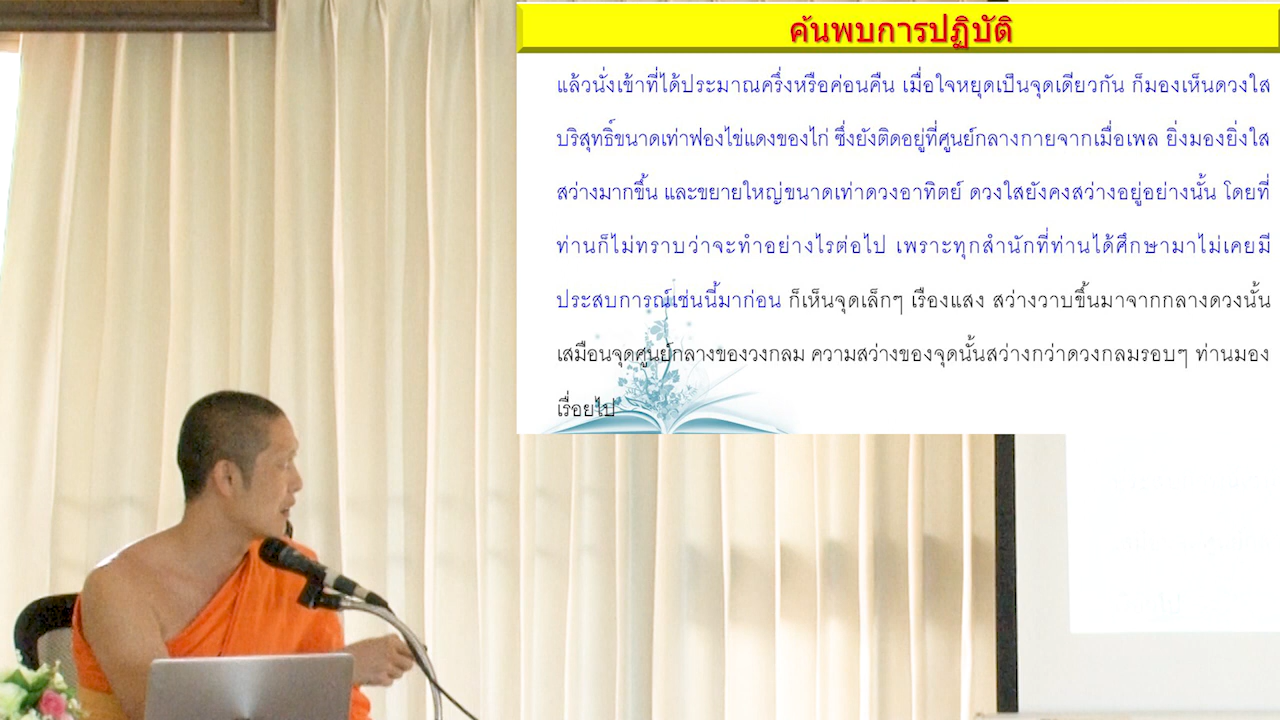 ค้นพบการปฏิบัติ
แล้วนั่งเข้าที่ได้ประมาณครึ่งหรือค่อนคืน เมื่อใจหยุดเป็นจุดเดียวกัน ก็มองเห็นดวงใส
บริสุทธิ์ขนาดเท่าฟองไข่แดงของไก่ ซึ่งยังติดอยู่ที่ศูนย์กลางกายจากเมื่อเพล ยิ่งมองยิ่งใส
สว่างมากขึ้น และขยายใหญ่ขนาดเท่าดวงอาทิตย์ ดวงใสยังคงสว่างอยู่อย่างนั้น โดยที่
ท่านก็ไม่ทราบว่าจะทำอย่างไรต่อไป เพราะทุกสำนักที่ท่านได้ศึกษามาไม่เคยมี
ประสบการณ์เช่นนี้มาก่อน ก็เห็นจุดเล็กๆ เรืองแสง สว่างวาบขึ้นมาจากกลางดวงนั้น
เสมือนจุดศูนย์กลางของวงกลม ความสว่างของจุดนั้นสว่างกว่าดวงกลมรอบๆ ท่านมอง
เรื่อยไป